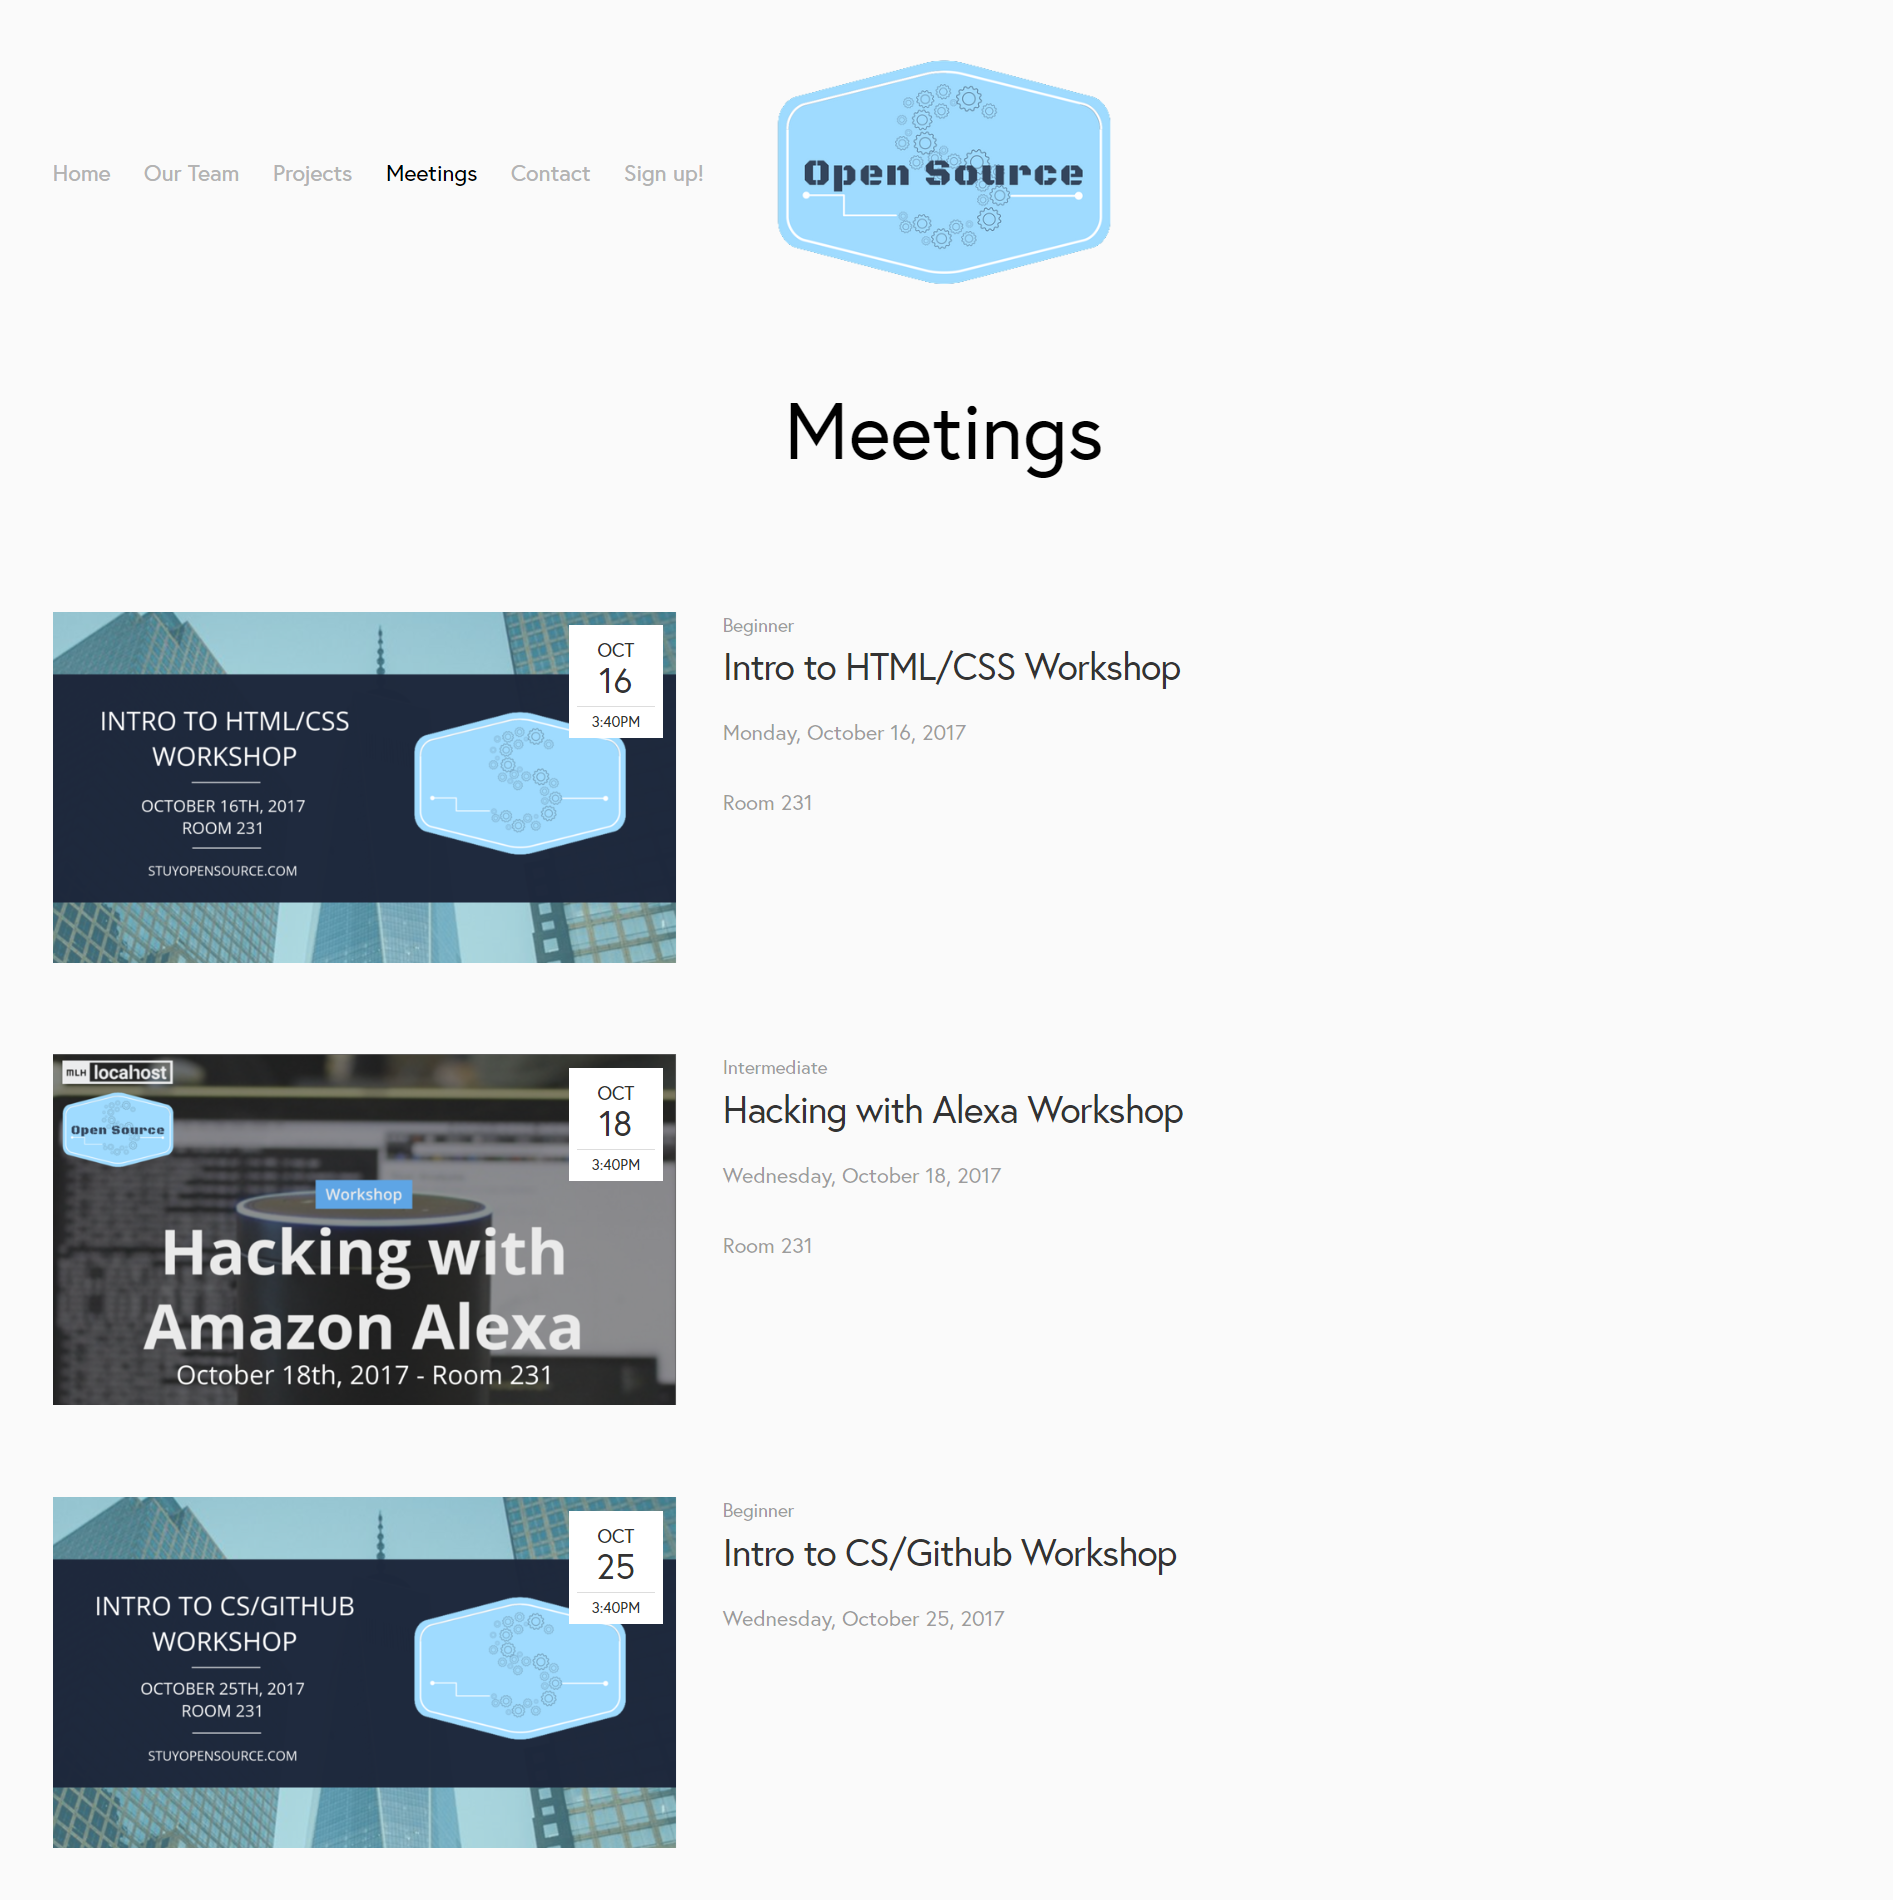 Home
Our Team
Projects
Meetings
Contact
Sign up!
Open Source
Meetings
OCT
16
3:40PM
INTRO TO HTML/CSS
WORKSHOP
OCTOBER 16TH, 2017
ROOM 231
STUYOPENSOURCE.COM
Beginner
Intro to HTML/CSS Workshop
Monday, October 16, 2017
Room 231
MLH locahost
Open Source
OCT
18
3:40PM
Workshop
Hacking with
Amazon Alexa
October 18th, 2017 - Room 231
Intermediate
Hacking with Alexa Workshop
Wednesday, October 18, 2017
Room 231
OCT
25
3:40PM
INTRO TO CS/GITHUB
WORKSHOP
OCTOBER 25TH, 2017
ROOM 231
STUYOPENSOURCE.COM
Beginner
Intro to CS/Github Workshop
Wednesday, October 25, 2017